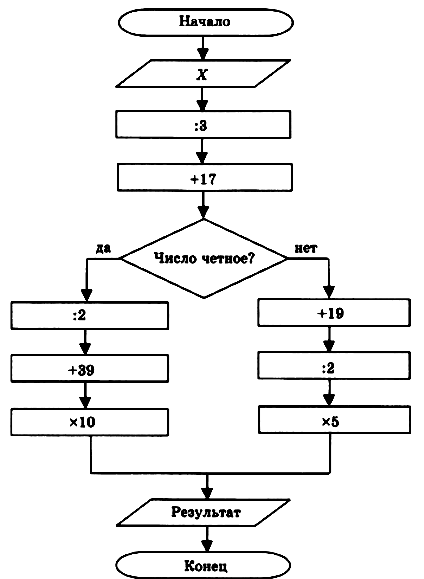 Начало
X
:3
+17
Число четное?
да
нет
:2
+39
×10
+19
:2
×5
Результат
Конец